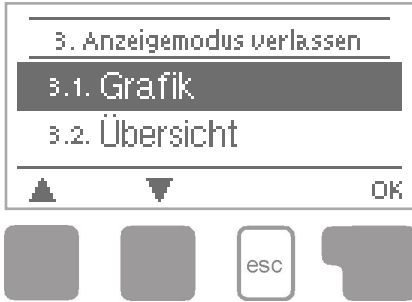 3. Anzeigemodus verlassen
3.1. Grafik
3.2. Übersicht
OK
esc